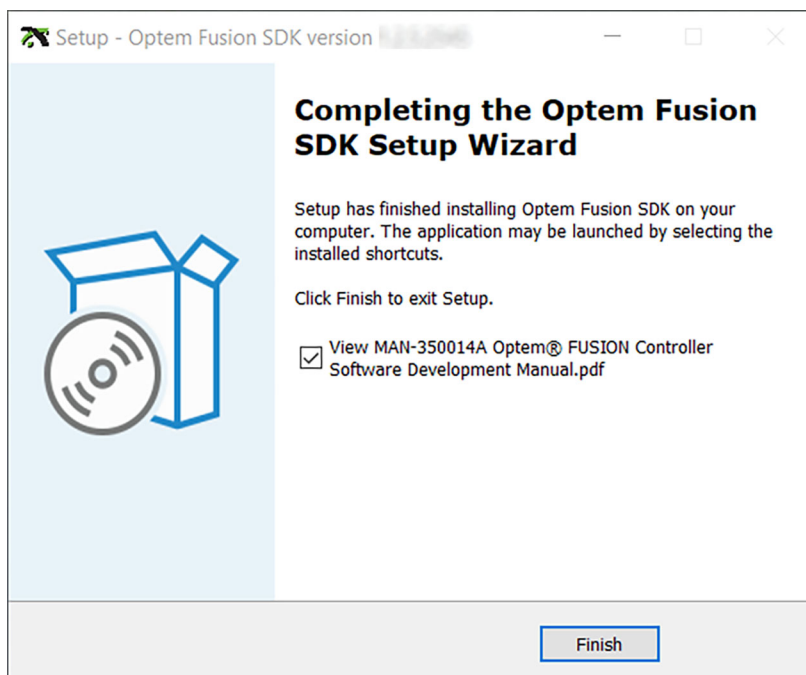 Setup - Optem Fusion SDK version
Completing the Optem Fusion
SDK Setup Wizard
Setup has finished installing Optem Fusion SDK on your
computer. The application may be launched by selecting the
installed shortcuts.
Click Finish to exit Setup.
View MAN-350014A Optem® FUSION Controller
Software Development Manual.pdf
Finish